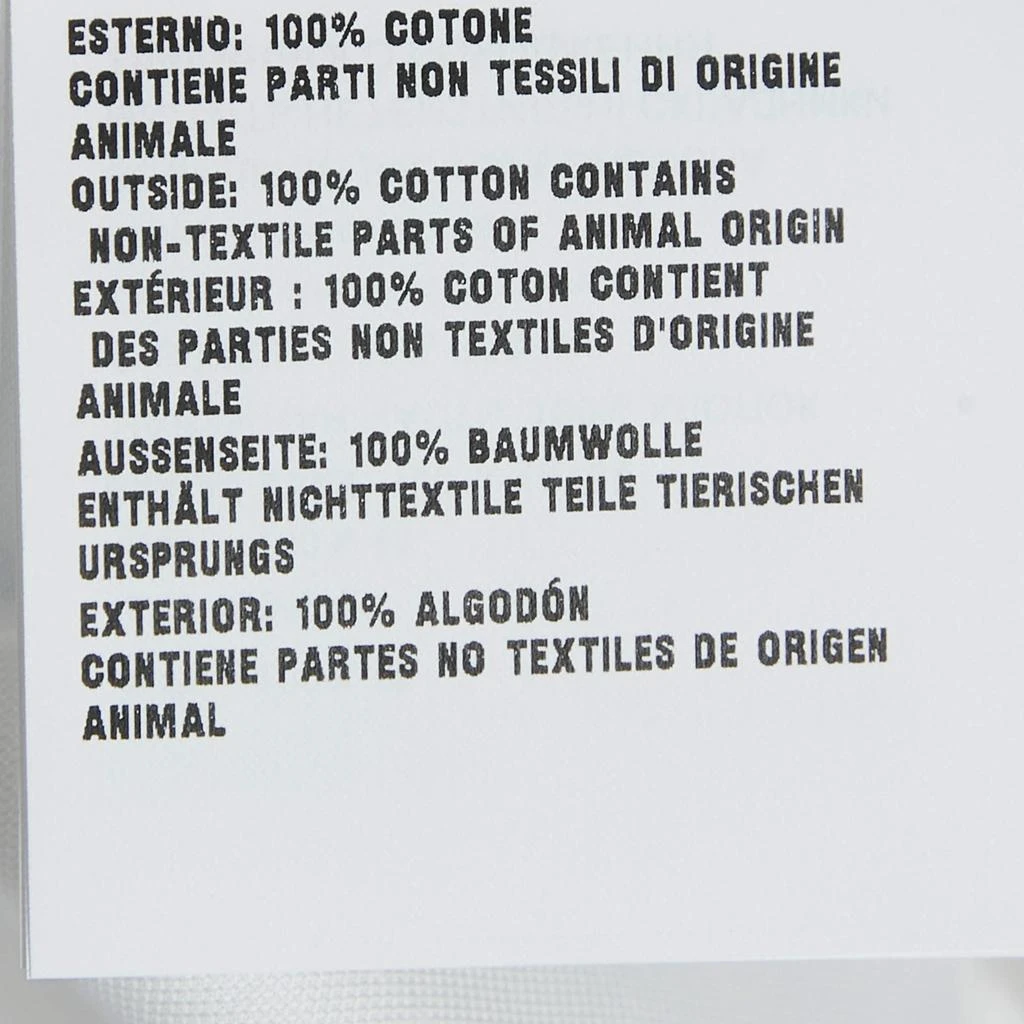 ESTERNO: 100% COTONE
CONTIENE PARTI NON TESSILI DI ORIGINE
ANIMALE
OUTSIDE: 100% COTTON CONTAINS
NON-TEXTILE PARTS OF ANIMAL ORIGIN
EXTÉRIEUR : 100% COTON CONTIENT
DES PARTIES NON TEXTILES D'ORIGINE
ANIMALE
AUSSENSEITE: 100% BAUMWOLLE
ENTHÄLT NICHTTEXTILE TEILE TIERISCHEN
URSPRUNGS
EXTERIOR: 100% ALGODÓN
CONTIENE PARTES NO TEXTILES DE ORIGEN
ANIMAL